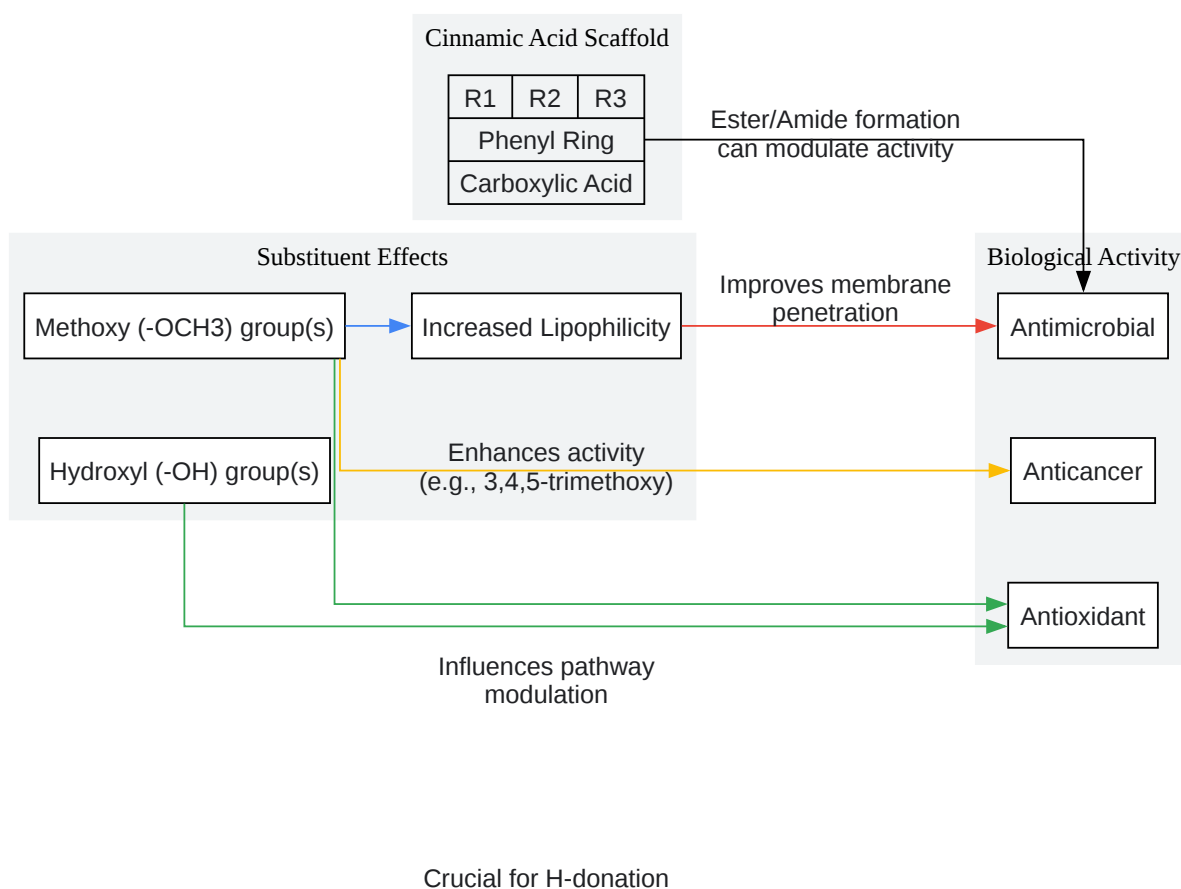 Cinnamic Acid Scaffold
R1 R2 R3
Phenyl Ring
Carboxylic Acid
Ester/Amide formation
can modulate activity
Substituent Effects
Methoxy (-OCH3) group(s)
Increased Lipophilicity
Improves membrane
penetration
Biological Activity
Antimicrobial
Hydroxyl (-OH) group(s)
Enhances activity
(e.g., 3,4,5-trimethoxy)
Anticancer
Antioxidant
Influences pathway
modulation
Crucial for H-donation